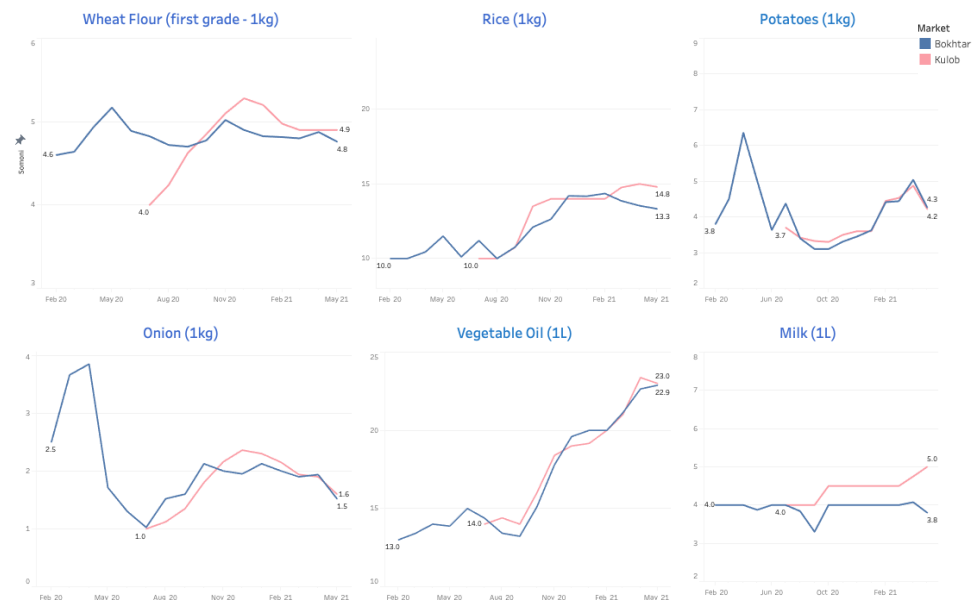 Wheat Flour (first grade - 1kg)
Rice (1kg)
Potatoes (1kg)
Market
Bokhtar
Kulob
Somoni
6
5
4
3
4.6
4.0
4.9
4.8
Feb 20
May 20
Aug 20
Nov 20
Feb 21
May 21
20
15
10
10.0
10.0
14.8
13.3
Feb 20
May 20
Aug 20
Nov 20
Feb 21
May 21
9
8
7
6
5
4
3
2
3.8
3.7
4.3
4.2
Feb 20
Jun 20
Oct 20
Feb 21
Onion (1kg)
Vegetable Oil (1L)
Milk (1L)
4
3
2
1
0
2.5
1.0
1.6
1.5
Feb 20
May 20
Aug 20
Nov 20
Feb 21
May 21
25
20
15
10
13.0
14.0
23.0
22.9
Feb 20
May 20
Aug 20
Nov 20
Feb 21
May 21
8
7
6
5
4
3
2
4.0
4.0
5.0
3.8
Feb 20
Jun 20
Oct 20
Feb 21